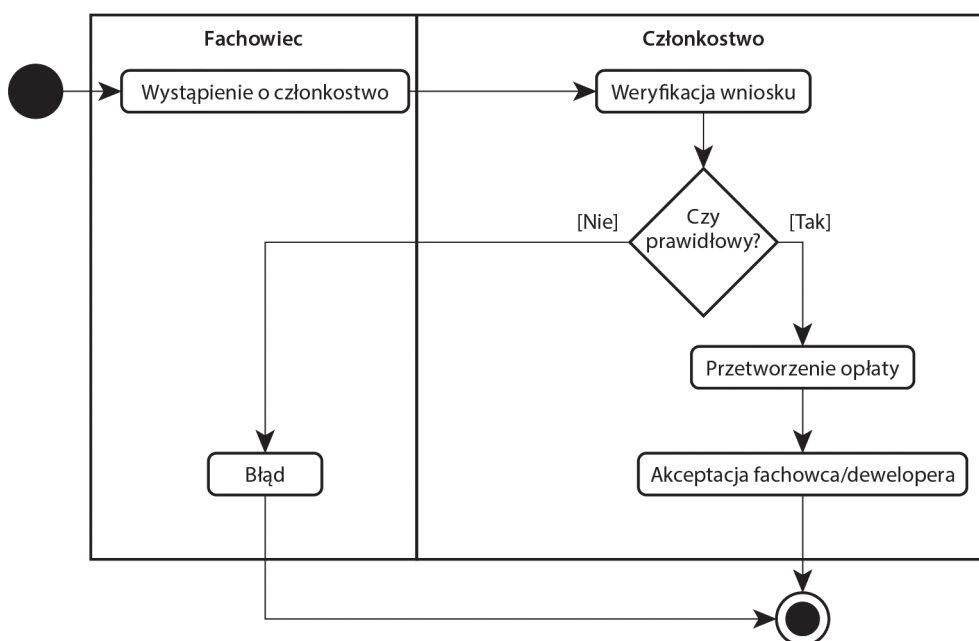 Fachowiec
Członkostwo
Wystąpienie o członkostwo
Weryfikacja wniosku
[Nie]
Czy
prawidłowy?
[Tak]
Przetworzenie opłaty
Błąd
Akceptacja fachowca/dewelopera